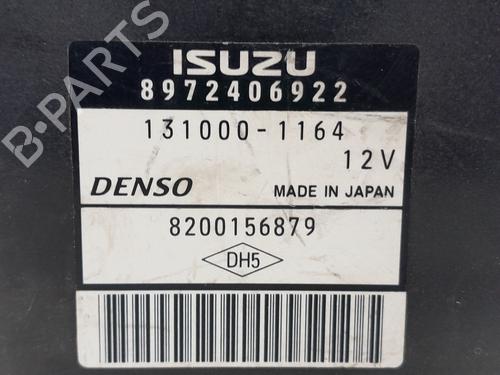 ISUZU
8972406922
131000-1164
12V
DENSO MADE IN JAPAN
8200156879
DH5
B-PARTS